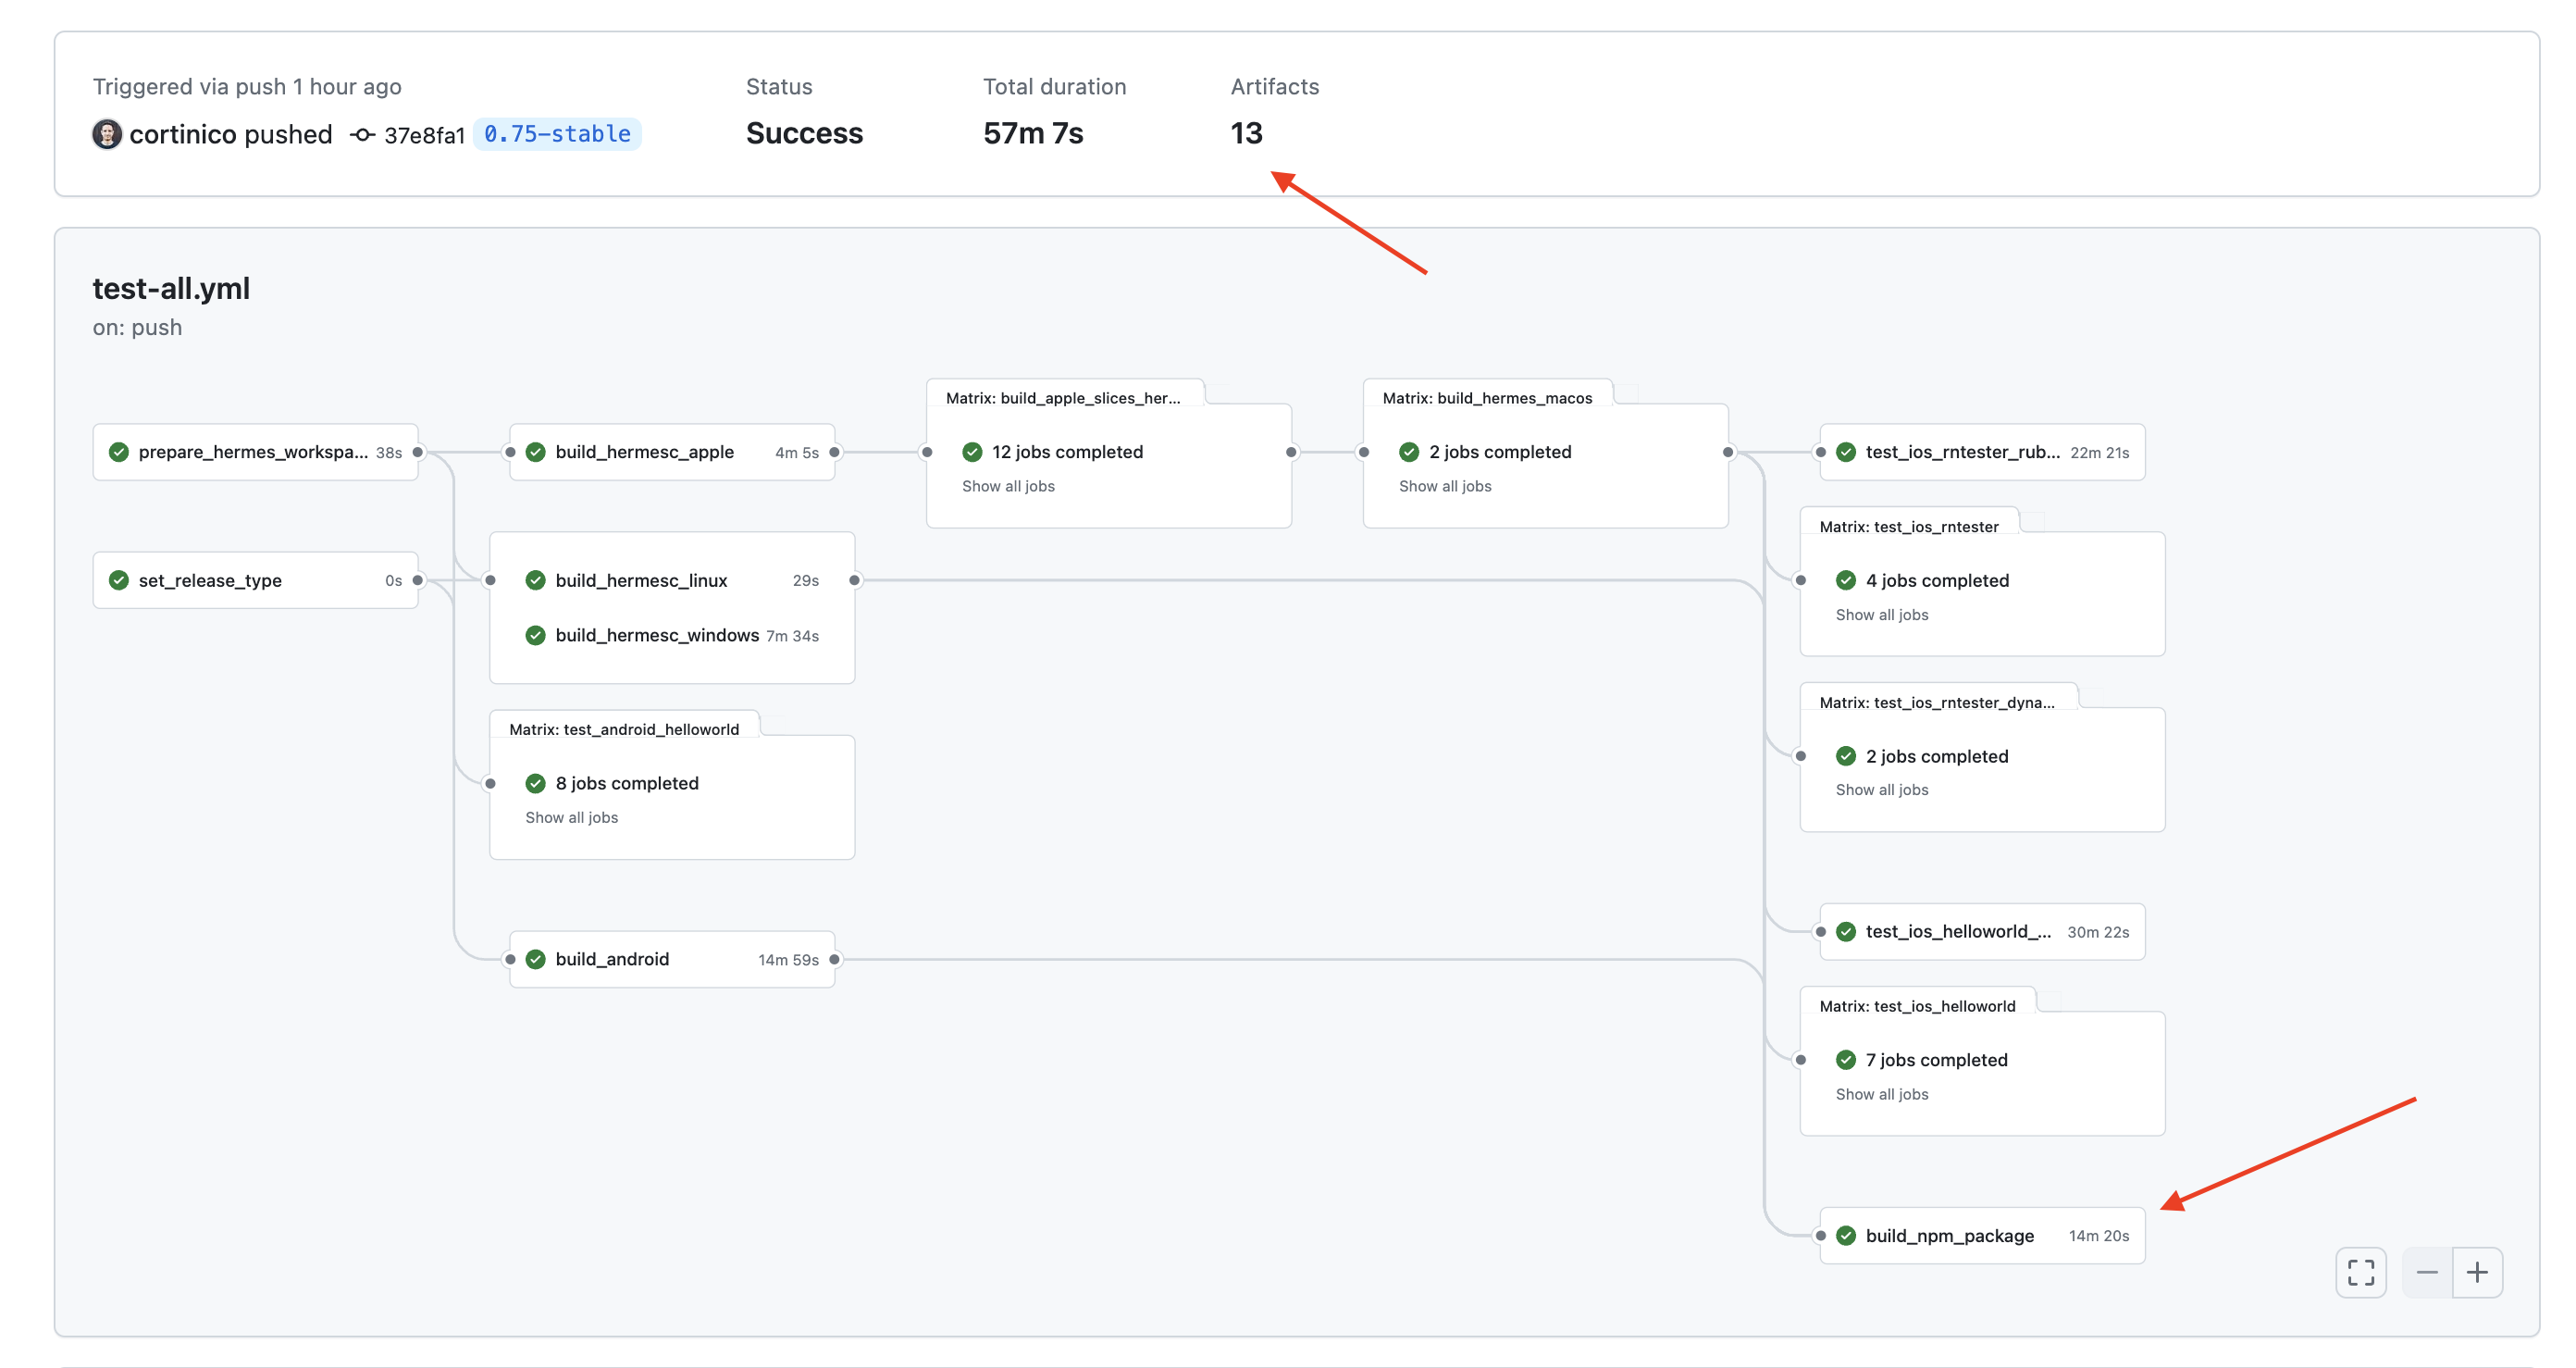 Triggered via push 1 hour ago
cortinico pushed 37e8fa1 0.75-stable
Status
Success
Total duration
57m 7s
Artifacts
13
test-all.yml
on: push
prepare_hermes_workspa... 38s
set_release_type 0s
build_hermesc_apple 4m 5s
build_hermesc_linux 29s
build_hermesc_windows 7m 34s
Matrix: test_android_helloworld
8 jobs completed
Show all jobs
build_android 14m 59s
Matrix: build_apple_slices_her...
12 jobs completed
Show all jobs
Matrix: build_hermes_macos
2 jobs completed
Show all jobs
test_ios_rntester_rub... 22m 21s
Matrix: test_ios_rntester
4 jobs completed
Show all jobs
Matrix: test_ios_rntester_dyna...
2 jobs completed
Show all jobs
test_ios_helloworld_... 30m 22s
Matrix: test_ios_helloworld
7 jobs completed
Show all jobs
build_npm_package 14m 20s